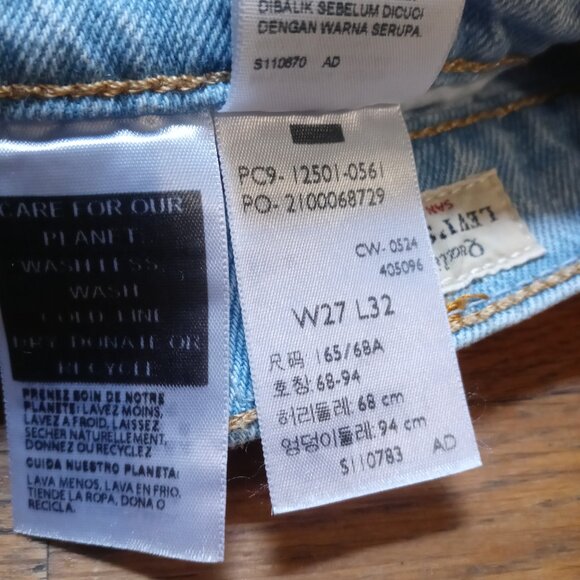 DIBALIK SEBELUM DICUCI
DENGAN WARNA SERUPA.
S110670 AD
CARE FOR OUR
PLANET.
WASH LESS,
WASH
COLD, LINE
DRY, DONATE OR
RECYCLE
PRENEZ SOIN DE NOTRE
PLANÈTE: LAVEZ MOINS,
LAVEZ A FROID, LAISSEZ
SECHER NATURELLEMENT,
DONNEZ OU RECYCLEZ
CUIDA NUESTRO PLANETA:
LAVA MENOS, LAVA EN FRIO,
TIENDE LA ROPA, DONA O
RECICLA.
PC9- 12501-0561
PO- 2100068729
CW- 0524
405096
W27 L32
尺码 165/68A
호칭: 68-94
허리둘레: 68 cm
엉덩이둘레: 94 cm
S110783 AD
LEVI'S
SAN